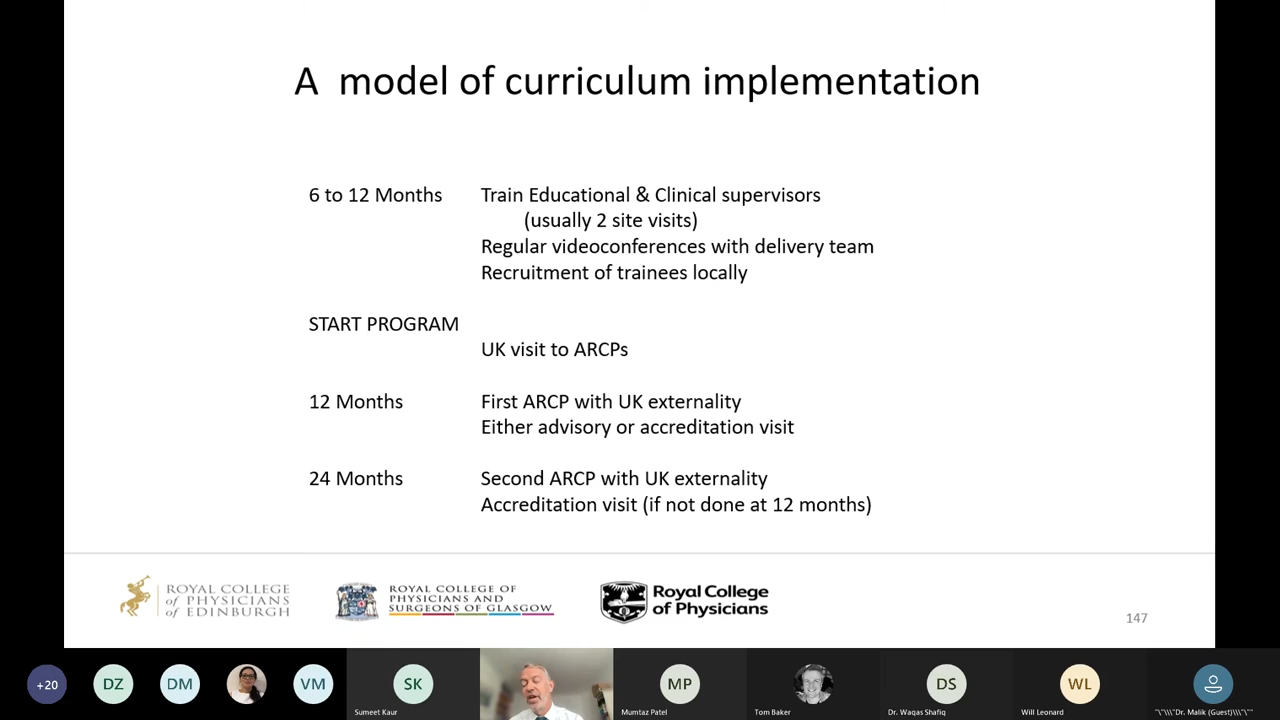 A  model of curriculum implementation
6 to 12 Months
Train Educational & Clinical supervisors
(usually 2 site visits)
Regular videoconferences with delivery team
Recruitment of trainees locally
START PROGRAM
UK visit to ARCPs
12 Months
First ARCP with UK externality
Either advisory or accreditation visit
24 Months
Second ARCP with UK externality
Accreditation visit (if not done at 12 months)
ROYAL COLLEGE
of PHYSICIANS
of EDINBURGH
ROYAL COLLEGE OF
PHYSICIANS AND
SURGEONS OF GLASGOW
Royal College
of Physicians
147
+20
DZ
DM
VM
SK
Sumeet Kaur
MP
Mumtaz Patel
Tom Baker
DS
Dr. Waqas Shafiq
WL
Will Leonard
"\"\\\"Dr. Malik (Guest)\\\"\""